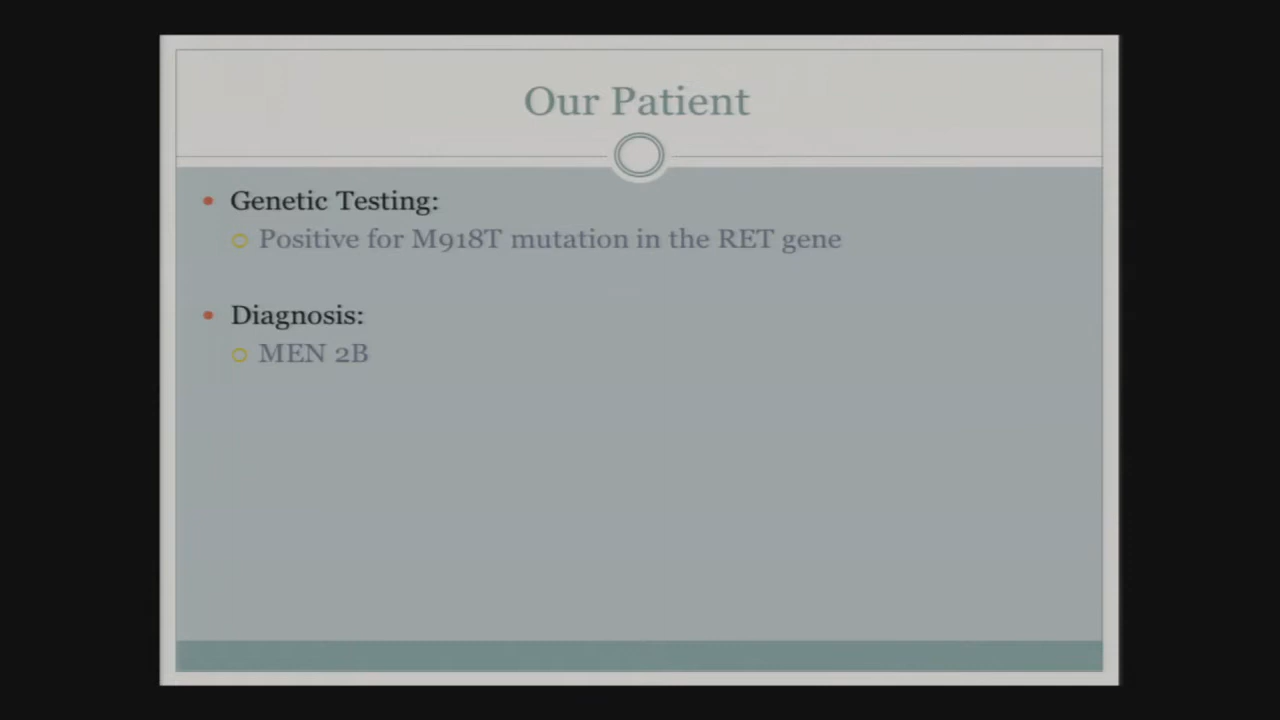 Our Patient
Genetic Testing:
Positive for M918T mutation in the RET gene
Diagnosis:
MEN 2B